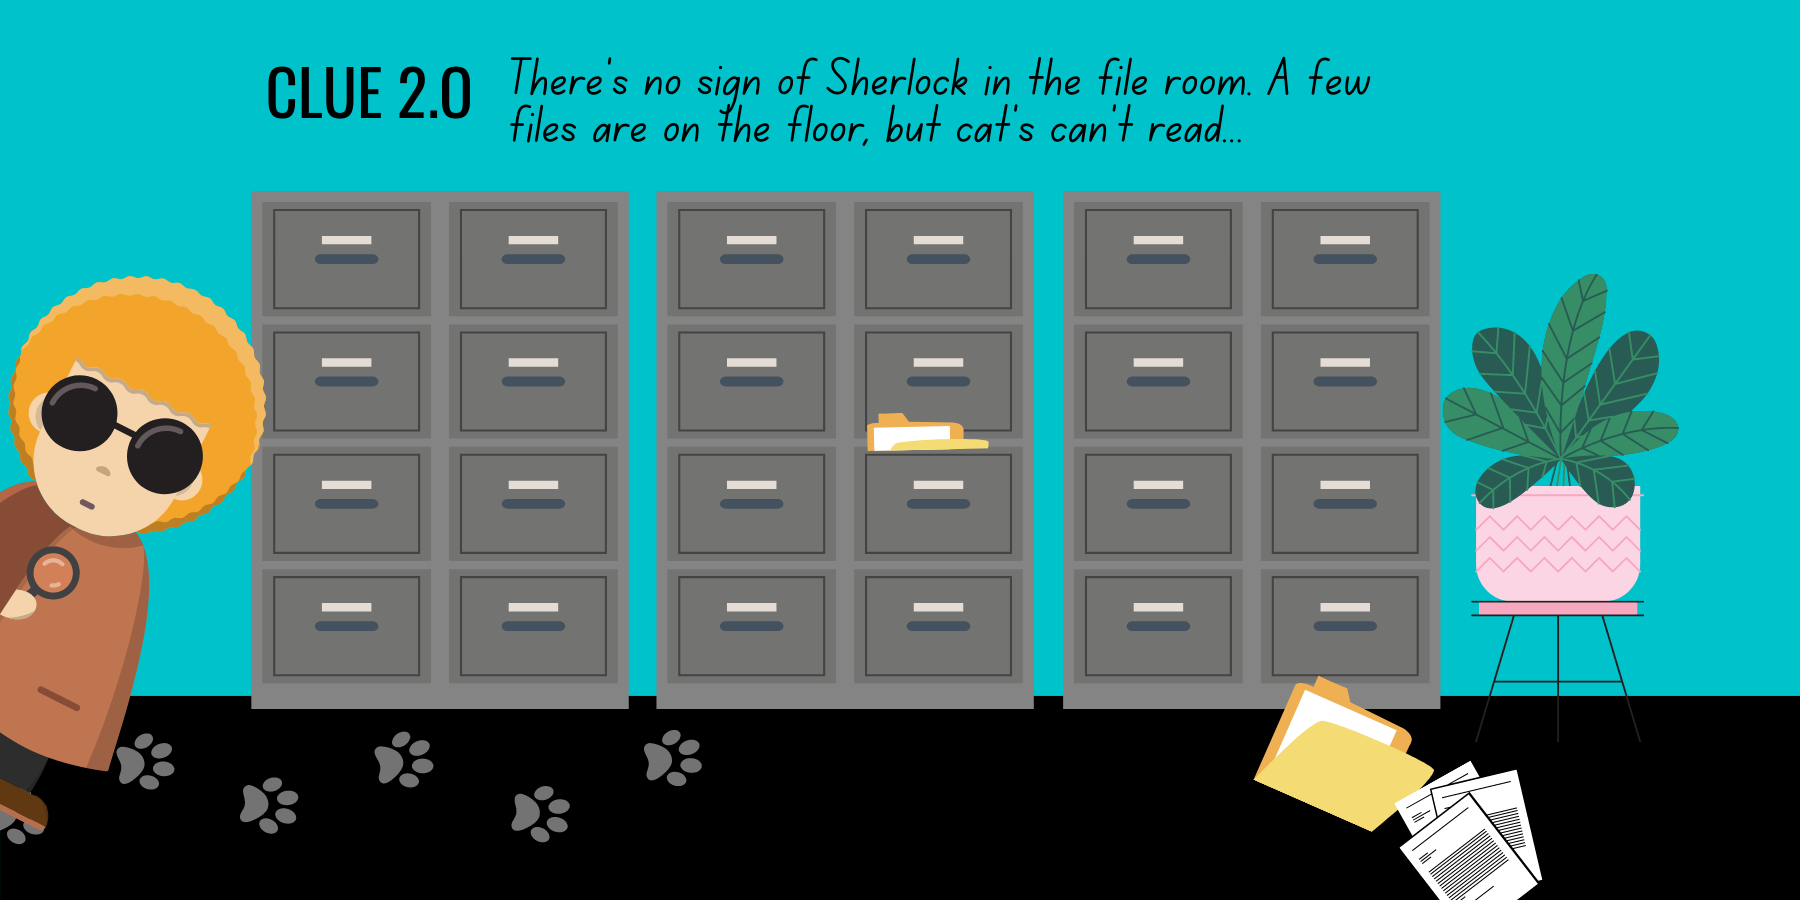 CLUE 2.0
There's no sign of Sherlock in the file room. A few
files are on the floor, but cat's can't read...